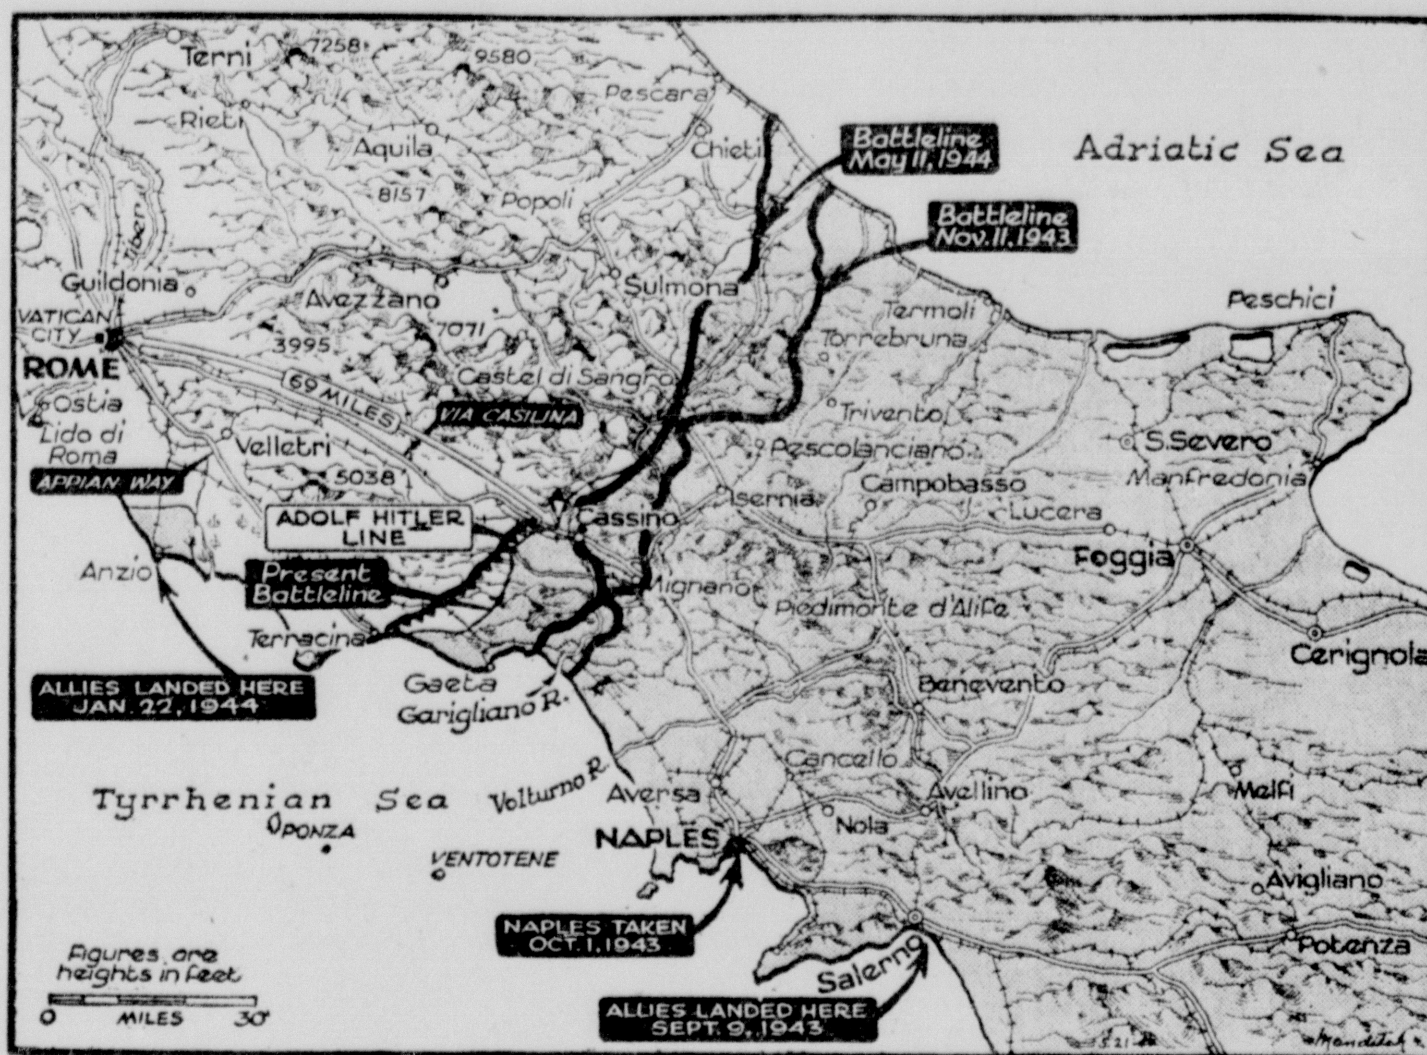 Terni
7258
9580
Pescara
Rieti
Aquila
Chieti
Battleline
May 11, 1944
Adriatic Sea
8157
Popoli
Tiber
Battleline
Nov. 11, 1943
Guildonia
Avezzano
Sulmona
VATICAN
CITY
ROME
3995
7071
Termoli
Torrebruna
Peschici
69 MILES
Castel di Sangro
VIA CASILINA
Ostia
Lido di
Roma
Velletri
Trivento
Pescolanciano
S. Severo
Manfredonia
APPIAN WAY
5038
Isernia
Campobasso
Lucera
ADOLF HITLER
LINE
Cassino
Foggia
Anzio
Present
Battleline
Mignano
Piedimonte d'Alife
Terracina
Cerignola
ALLIES LANDED HERE
JAN. 22, 1944
Gaeta
Garigliano R.
Benevento
Tyrrhenian Sea
Volturno R.
Cancello
Aversa
Avellino
Melfi
PONZA
NAPLES
Nola
VENTOTENE
Avigliano
NAPLES TAKEN
OCT. 1, 1943
Figures are
heights in feet
0 MILES 30
Salerno
Potenza
ALLIES LANDED HERE
SEPT. 9, 1943